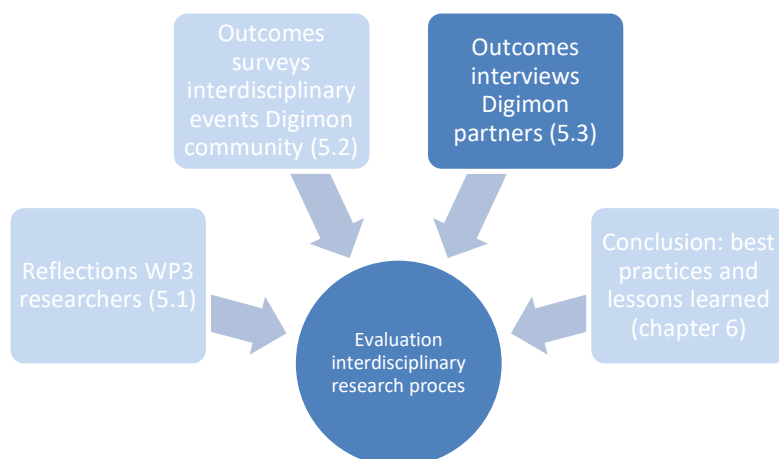 Outcomes
surveys
interdisciplinary
events Digimon
community (5.2)
Outcomes
interviews
Digimon
partners (5.3)
Reflections WP3
researchers (5.1)
Conclusion: best
practices and
lessons learned
(chapter 6)
Evaluation
interdisciplinary
research proces